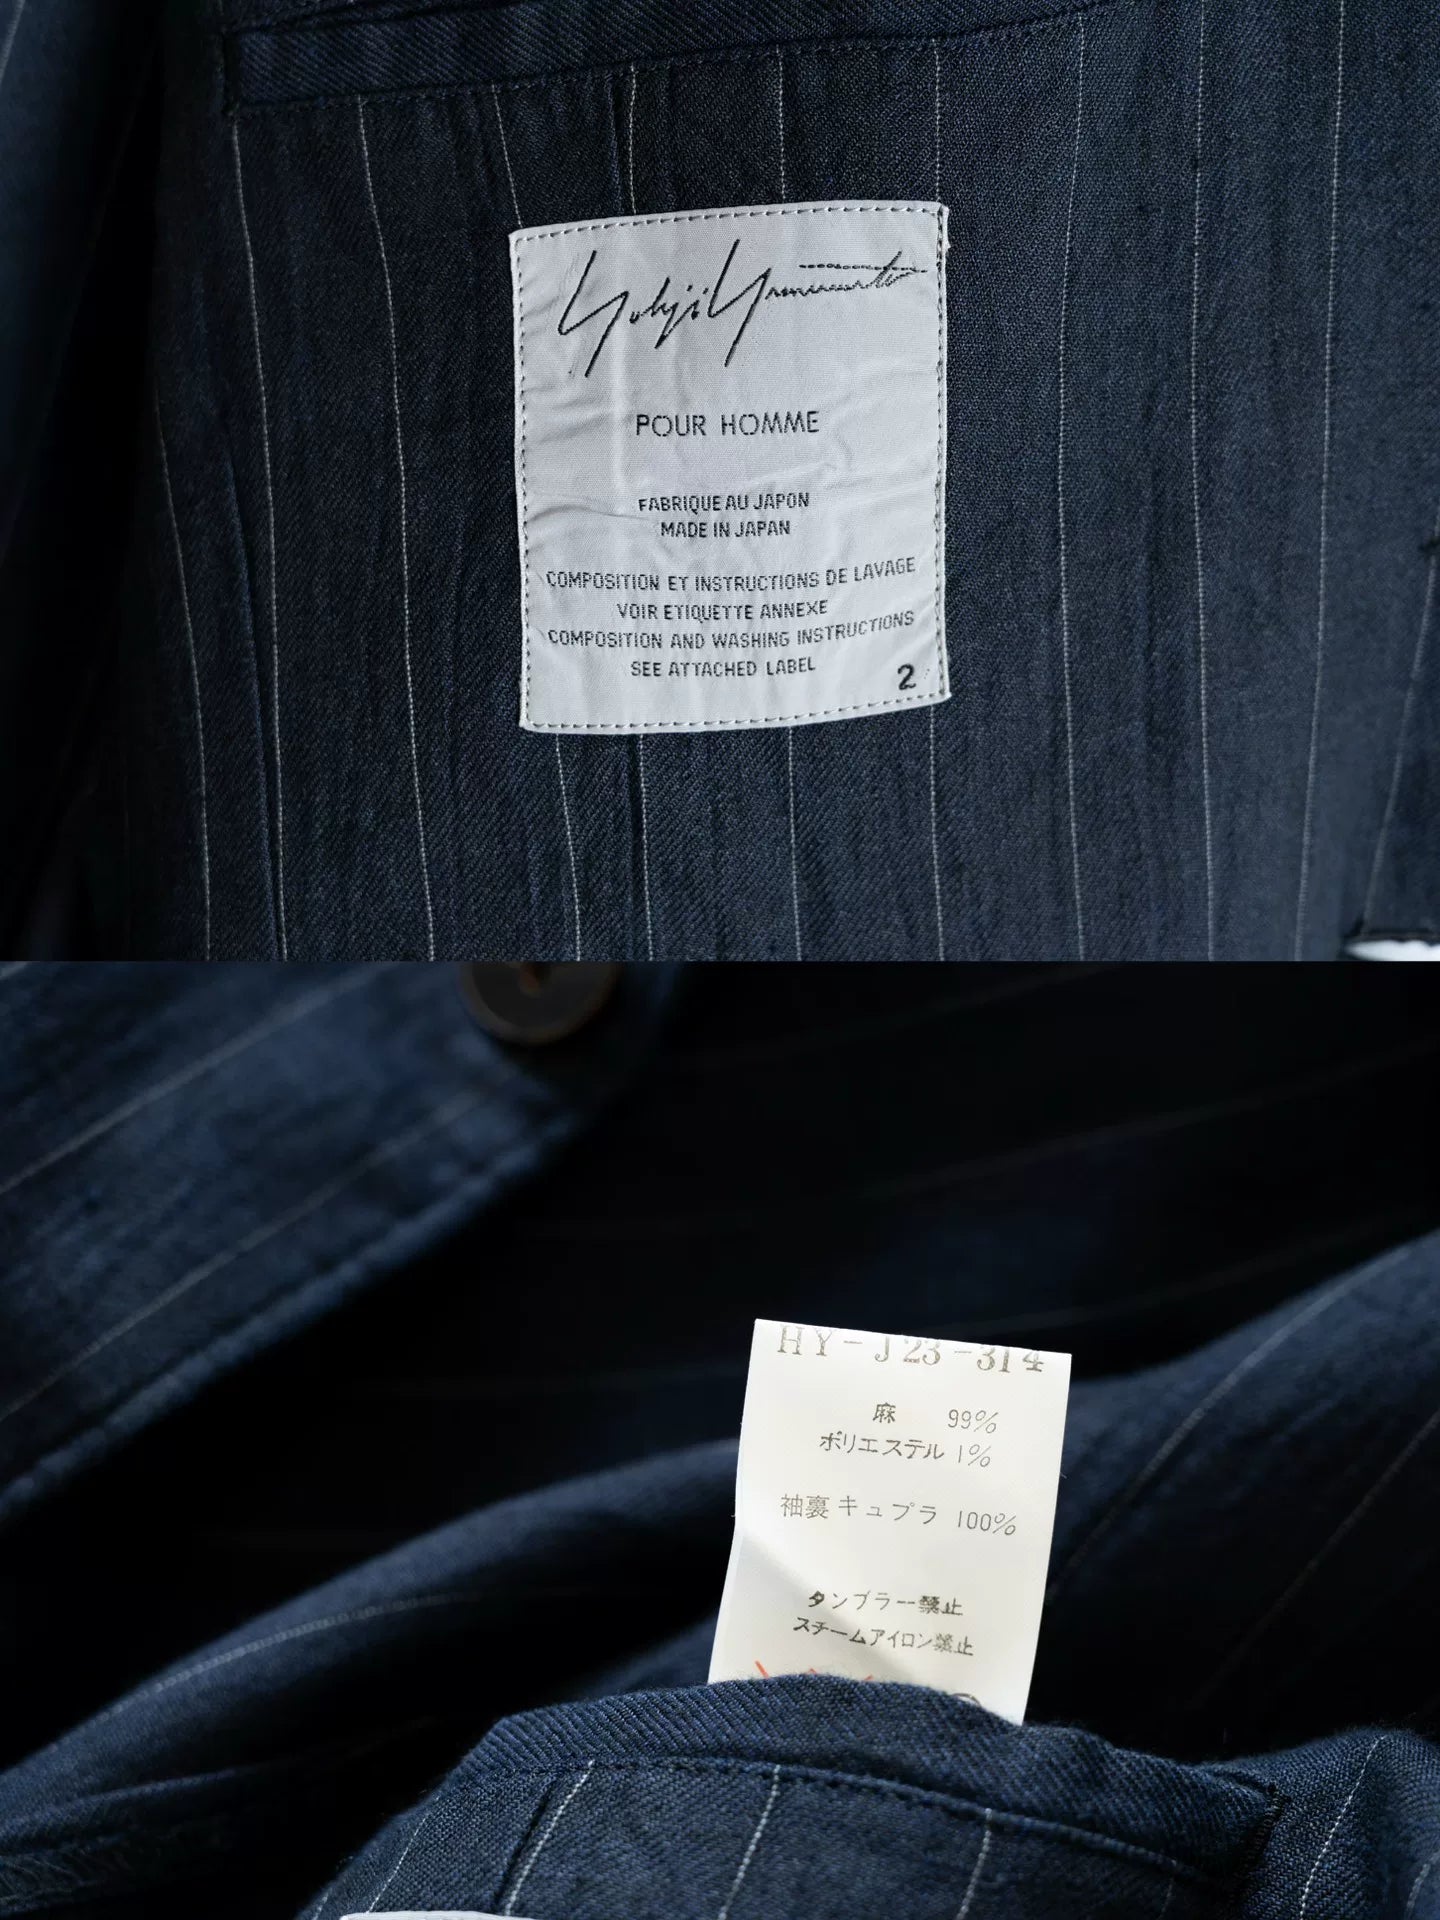 Yohji Yamamoto
POUR HOMME
FABRIQUE AU JAPON
MADE IN JAPAN
COMPOSITION ET INSTRUCTIONS DE LAVAGE
VOIR ETIQUETTE ANNEXE
COMPOSITION AND WASHING INSTRUCTIONS
SEE ATTACHED LABEL
2
HY-J23-314
麻 99%
ポリエステル 1%
袖裏キュプラ 100%
タンブラー禁止
スチームアイロン禁止